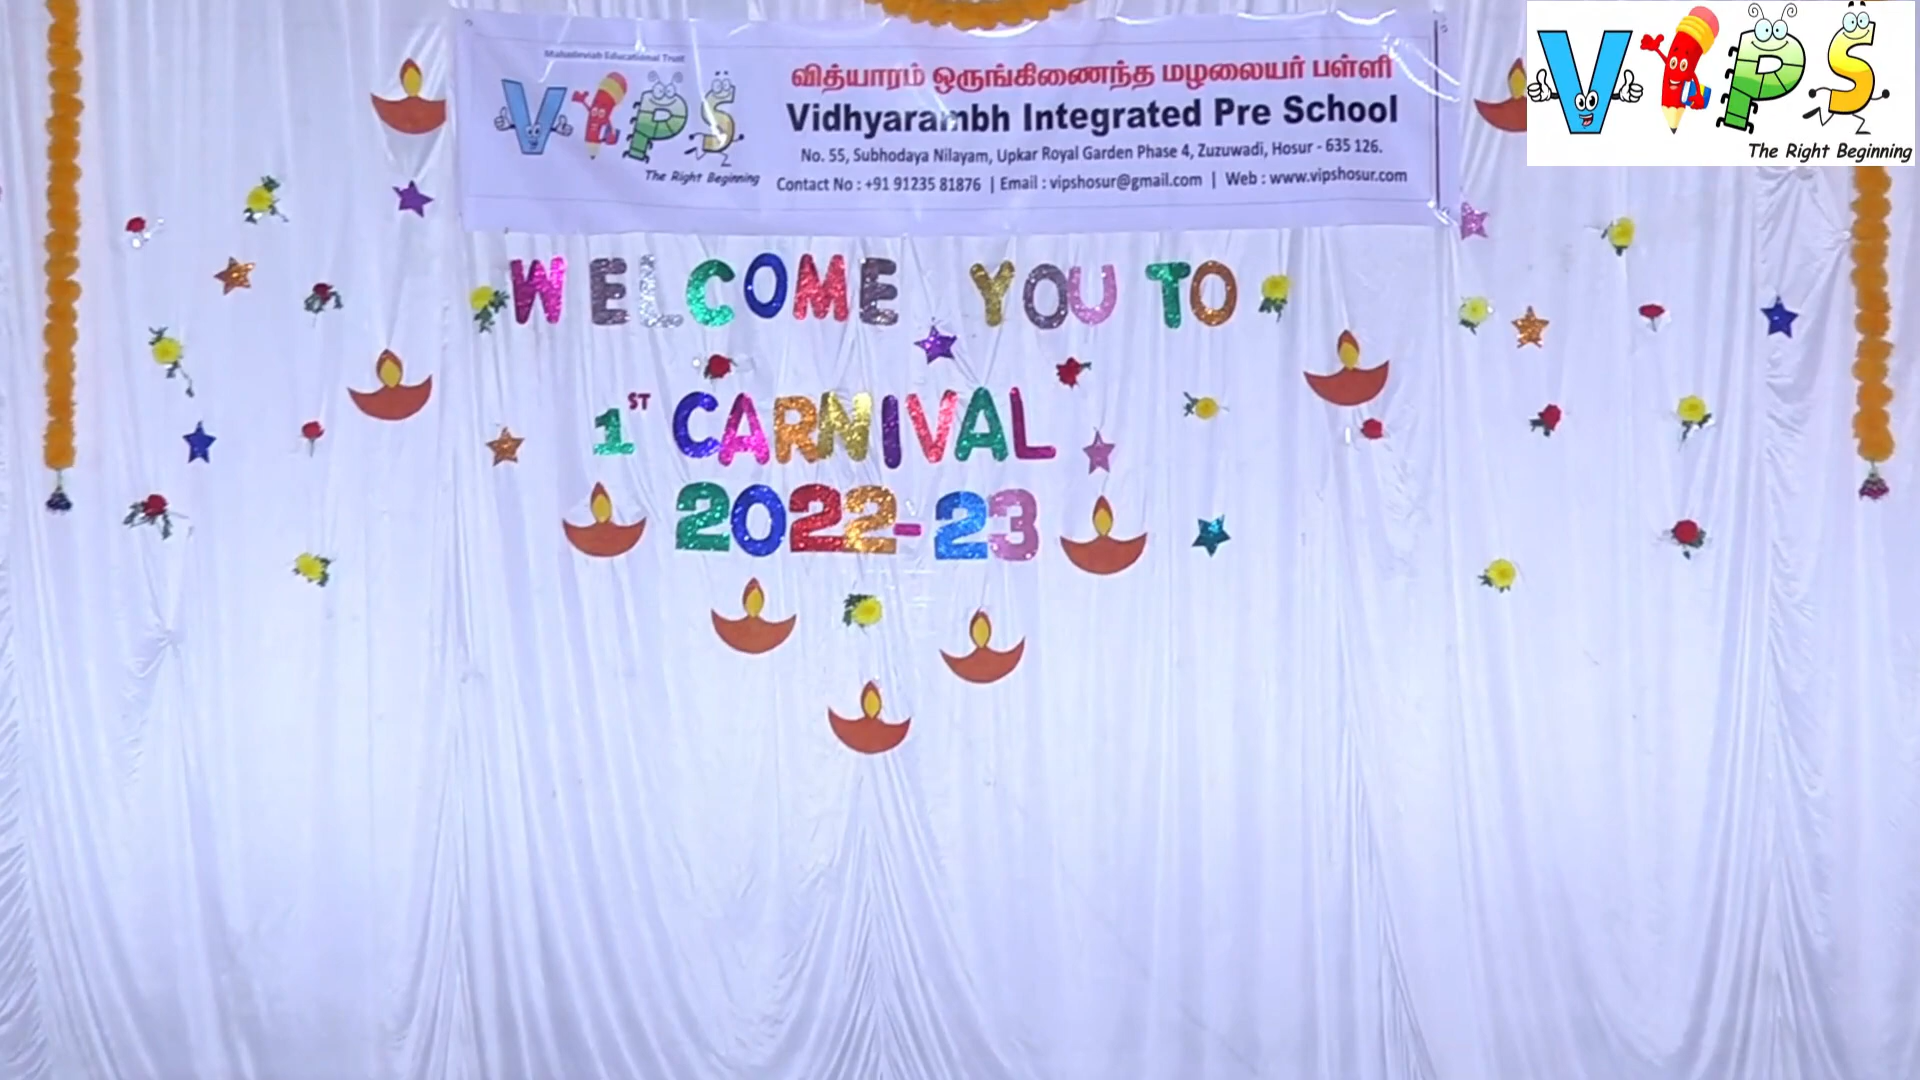 Mahadeviah Educational Trust
VIPS
The Right Beginning
வித்யாரம் ஒருங்கிணைந்த மழலையர் பள்ளி
Vidhyarambh Integrated Pre School
No. 55, Subhodaya Nilayam, Upkar Royal Garden Phase 4, Zuzuwadi, Hosur - 635 126.
Contact No : +91 91235 81876 | Email : vipshosur@gmail.com | Web : www.vipshosur.com
VIPS
The Right Beginning
WELCOME YOU TO
1ST CARNIVAL
2022-23